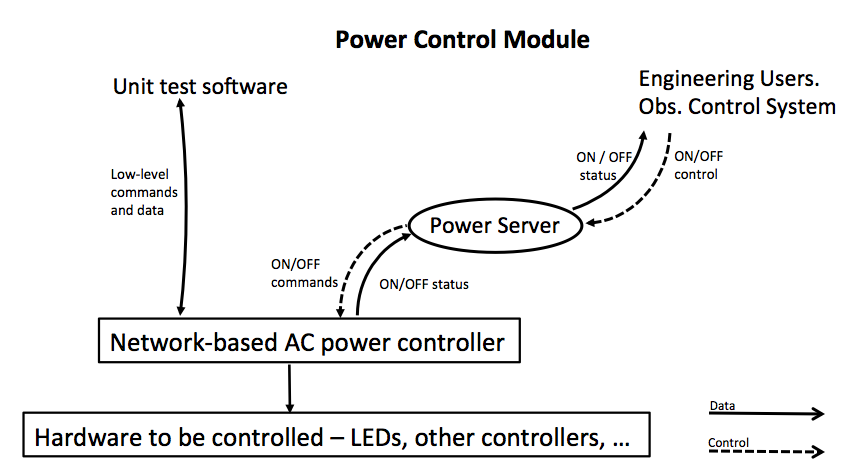 Power Control Module
Unit test software
Engineering Users.
Obs. Control System
Low-level
commands
and data
ON / OFF
status
ON/OFF
control
Power Server
ON/OFF
commands
ON/OFF status
Network-based AC power controller
Hardware to be controlled – LEDs, other controllers, ...
Data
Control